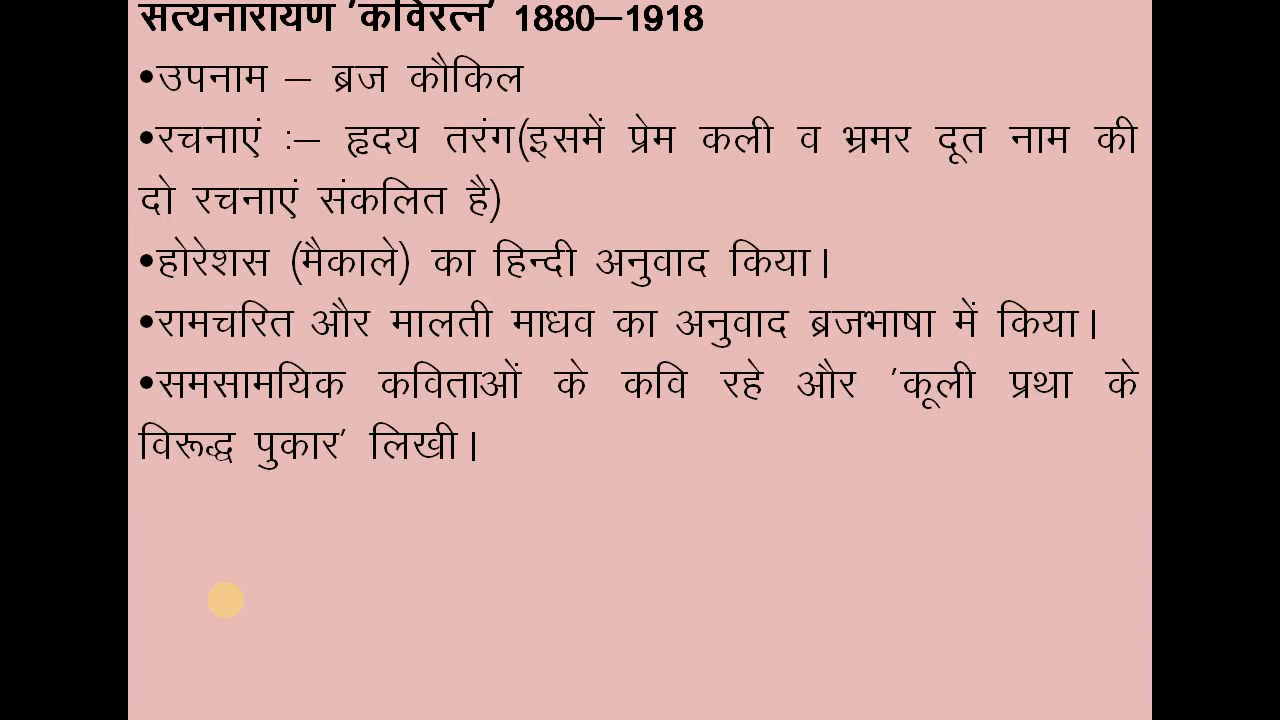 सत्यनारायण 'कविरत्न' 1880–1918
•उपनाम – ब्रज कौकिल
•रचनाएं :– हृदय तरंग(इसमें प्रेम कली व भ्रमर दूत नाम की
दो रचनाएं संकलित है)
•होरेशस (मैकाले) का हिन्दी अनुवाद किया।
•रामचरित और मालती माधव का अनुवाद ब्रजभाषा में किया।
•समसामयिक कविताओं के कवि रहे और 'कूली प्रथा के
विरूद्ध पुकार' लिखी।